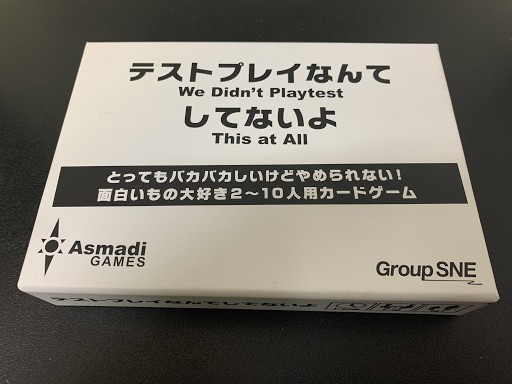 テストプレイなんて
We Didn't Playtest
してないよ
This at All
とってもバカバカしいけどやめられない!
面白いもの大好き2〜10人用カードゲーム
Asmadi
GAMES
Group SNE
テストプレイなんてしてないよ